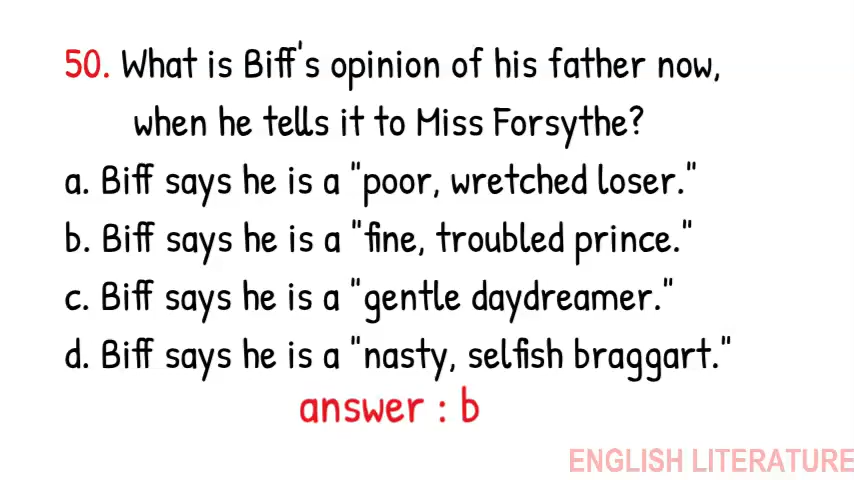 50. What is Biff's opinion of his father now,
when he tells it to Miss Forsythe?
a. Biff says he is a "poor, wretched loser."
b. Biff says he is a "fine, troubled prince."
c. Biff says he is a "gentle daydreamer."
d. Biff says he is a "nasty, selfish braggart."
answer : b
ENGLISH LITERATURE